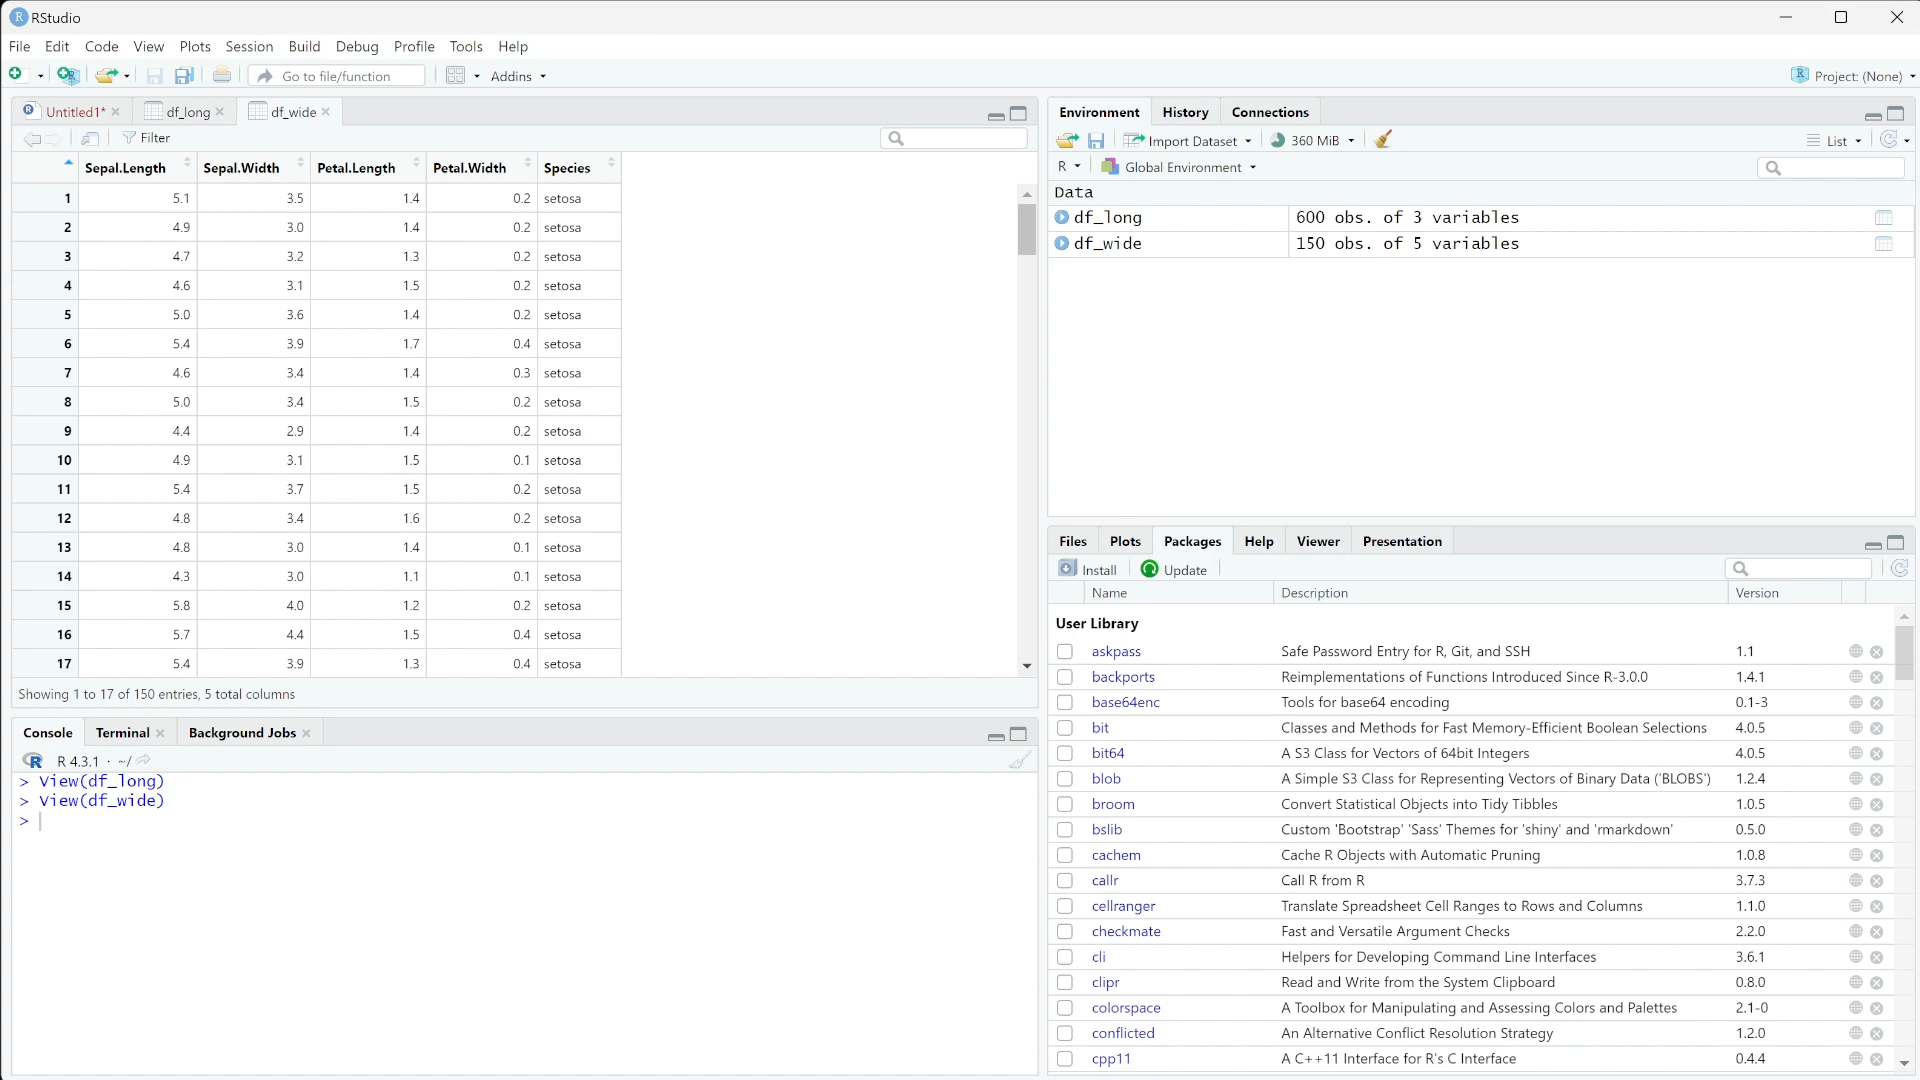 RStudio
File Edit Code View Plots Session Build Debug Profile Tools Help
Go to file/function Addins Project: (None)
Untitled1* df_long df_wide
Filter
Sepal.Length Sepal.Width Petal.Length Petal.Width Species
1 5.1 3.5 1.4 0.2 setosa
2 4.9 3.0 1.4 0.2 setosa
3 4.7 3.2 1.3 0.2 setosa
4 4.6 3.1 1.5 0.2 setosa
5 5.0 3.6 1.4 0.2 setosa
6 5.4 3.9 1.7 0.4 setosa
7 4.6 3.4 1.4 0.3 setosa
8 5.0 3.4 1.5 0.2 setosa
9 4.4 2.9 1.4 0.2 setosa
10 4.9 3.1 1.5 0.1 setosa
11 5.4 3.7 1.5 0.2 setosa
12 4.8 3.4 1.6 0.2 setosa
13 4.8 3.0 1.4 0.1 setosa
14 4.3 3.0 1.1 0.1 setosa
15 5.8 4.0 1.2 0.2 setosa
16 5.7 4.4 1.5 0.4 setosa
17 5.4 3.9 1.3 0.4 setosa
Showing 1 to 17 of 150 entries, 5 total columns
Console Terminal Background Jobs
R 4.3.1 · ~/
> View(df_long)
> View(df_wide)
>
Environment History Connections
Import Dataset 360 MiB List
R Global Environment
Data
df_long 600 obs. of 3 variables
df_wide 150 obs. of 5 variables
Files Plots Packages Help Viewer Presentation
Install Update
Name Description Version
User Library
askpass Safe Password Entry for R, Git, and SSH 1.1
backports Reimplementations of Functions Introduced Since R-3.0.0 1.4.1
base64enc Tools for base64 encoding 0.1-3
bit Classes and Methods for Fast Memory-Efficient Boolean Selections 4.0.5
bit64 A S3 Class for Vectors of 64bit Integers 4.0.5
blob A Simple S3 Class for Representing Vectors of Binary Data ('BLOBS') 1.2.4
broom Convert Statistical Objects into Tidy Tibbles 1.0.5
bslib Custom 'Bootstrap' 'Sass' Themes for 'shiny' and 'rmarkdown' 0.5.0
cachem Cache R Objects with Automatic Pruning 1.0.8
callr Call R from R 3.7.3
cellranger Translate Spreadsheet Cell Ranges to Rows and Columns 1.1.0
checkmate Fast and Versatile Argument Checks 2.2.0
cli Helpers for Developing Command Line Interfaces 3.6.1
clipr Read and Write from the System Clipboard 0.8.0
colorspace A Toolbox for Manipulating and Assessing Colors and Palettes 2.1-0
conflicted An Alternative Conflict Resolution Strategy 1.2.0
cpp11 A C++11 Interface for R's C Interface 0.4.4